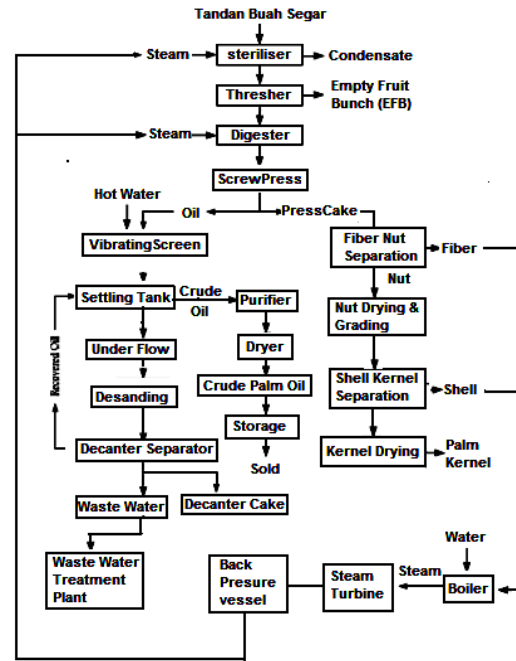 Tandan Buah Segar
Steam
steriliser
Condensate
Thresher
Empty Fruit
Bunch (EFB)
Steam
Digester
ScrewPress
Hot Water
Oil
PressCake
VibratingScreen
Fiber Nut
Separation
Fiber
Nut
Settling Tank
Crude
Oil
Purifier
Nut Drying &
Grading
Under Flow
Dryer
Recovered Oil
Desanding
Crude Palm Oil
Shell Kernel
Separation
Shell
Storage
Decanter Separator
Kernel Drying
Palm
Kernel
Sold
Waste Water
Decanter Cake
Waste Water
Treatment
Plant
Back
Presure
vessel
Steam
Turbine
Steam
Water
Boiler